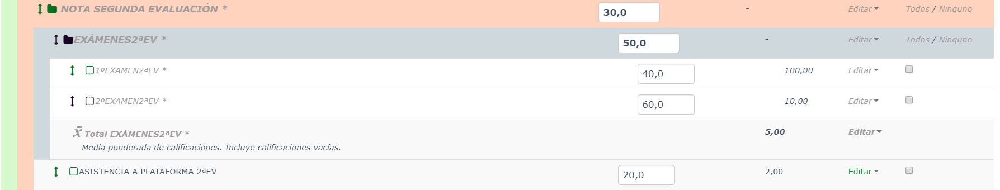 NOTA SEGUNDA EVALUACIÓN * 30,0 - Editar Todos / Ninguno
EXÁMENES2ªEV * 50,0 - Editar Todos / Ninguno
1ºEXAMEN2ªEV * 40,0 100,00 Editar
2ºEXAMEN2ªEV * 60,0 10,00 Editar
x̄ Total EXÁMENES2ªEV * 5,00 Editar
Media ponderada de calificaciones. Incluye calificaciones vacías.
ASISTENCIA A PLATAFORMA 2ªEV 20,0 2,00 Editar